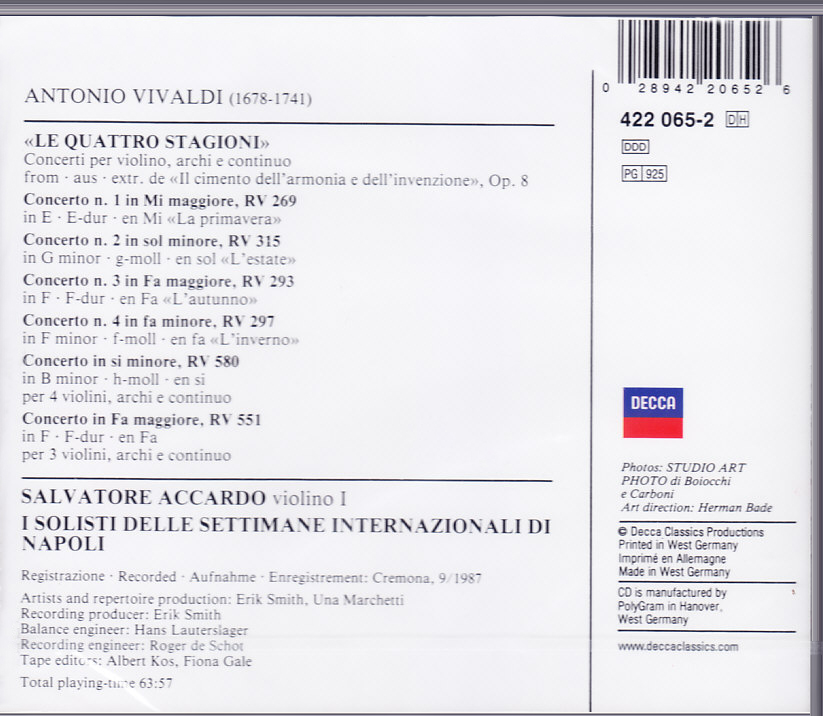 ANTONIO VIVALDI (1678-1741)
«LE QUATTRO STAGIONI»
Concerti per violino, archi e continuo
from · aus · extr. de «Il cimento dell'armonia e dell'invenzione», Op. 8
Concerto n. 1 in Mi maggiore, RV 269
in E · E-dur · en Mi «La primavera»
Concerto n. 2 in sol minore, RV 315
in G minor · g-moll · en sol «L'estate»
Concerto n. 3 in Fa maggiore, RV 293
in F · F-dur · en Fa «L'autunno»
Concerto n. 4 in fa minore, RV 297
in F minor · f-moll · en fa «L'inverno»
Concerto in si minore, RV 580
in B minor · h-moll · en si
per 4 violini, archi e continuo
Concerto in Fa maggiore, RV 551
in F · F-dur · en Fa
per 3 violini, archi e continuo
SALVATORE ACCARDO violino I
I SOLISTI DELLE SETTIMANE INTERNAZIONALI DI
NAPOLI
Registrazione · Recorded · Aufnahme · Enregistrement: Cremona, 9/1987
Artists and repertoire production: Erik Smith, Una Marchetti
Recording producer: Erik Smith
Balance engineer: Hans Lauterslager
Recording engineer: Roger de Schot
Tape editors: Albert Kos, Fiona Gale
Total playing-time 63:57
0 28942 20652 6
422 065-2 DH
DDD
PG 925
DECCA
Photos: STUDIO ART
PHOTO di Boiocchi
e Carboni
Art direction: Herman Bade
© Decca Classics Productions
Printed in West Germany
Imprimé en Allemagne
Made in West Germany
CD is manufactured by
PolyGram in Hanover,
West Germany
www.deccaclassics.com